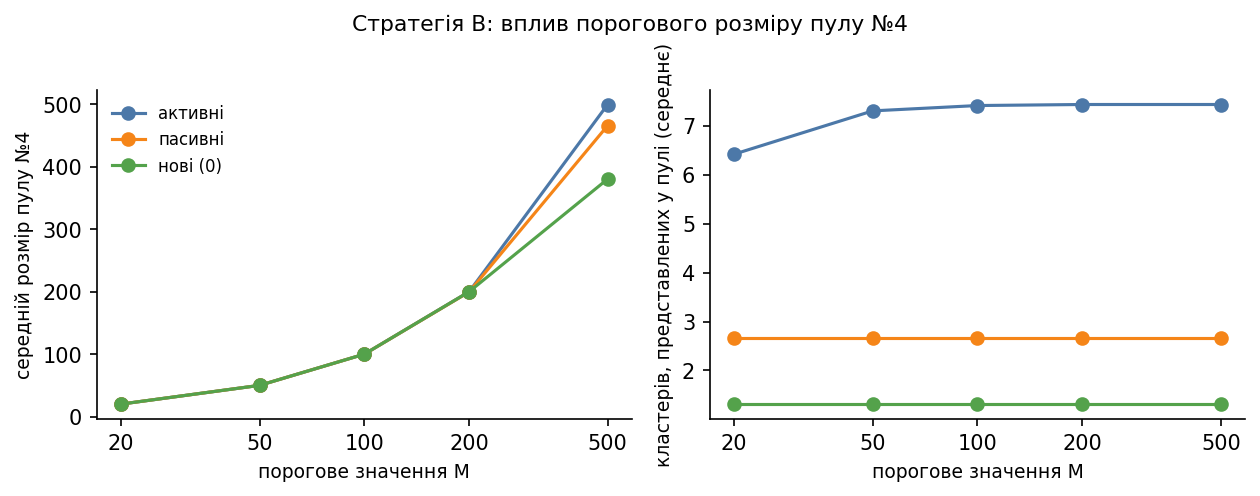 Стратегія B: вплив порогового розміру пулу №4
середній розмір пулу №4
500
400
300
200
100
0
активні
пасивні
нові (0)
20
50
100
200
500
порогове значення M
кластерів, представлених у пулі (середнє)
7
6
5
4
3
2
20
50
100
200
500
порогове значення M